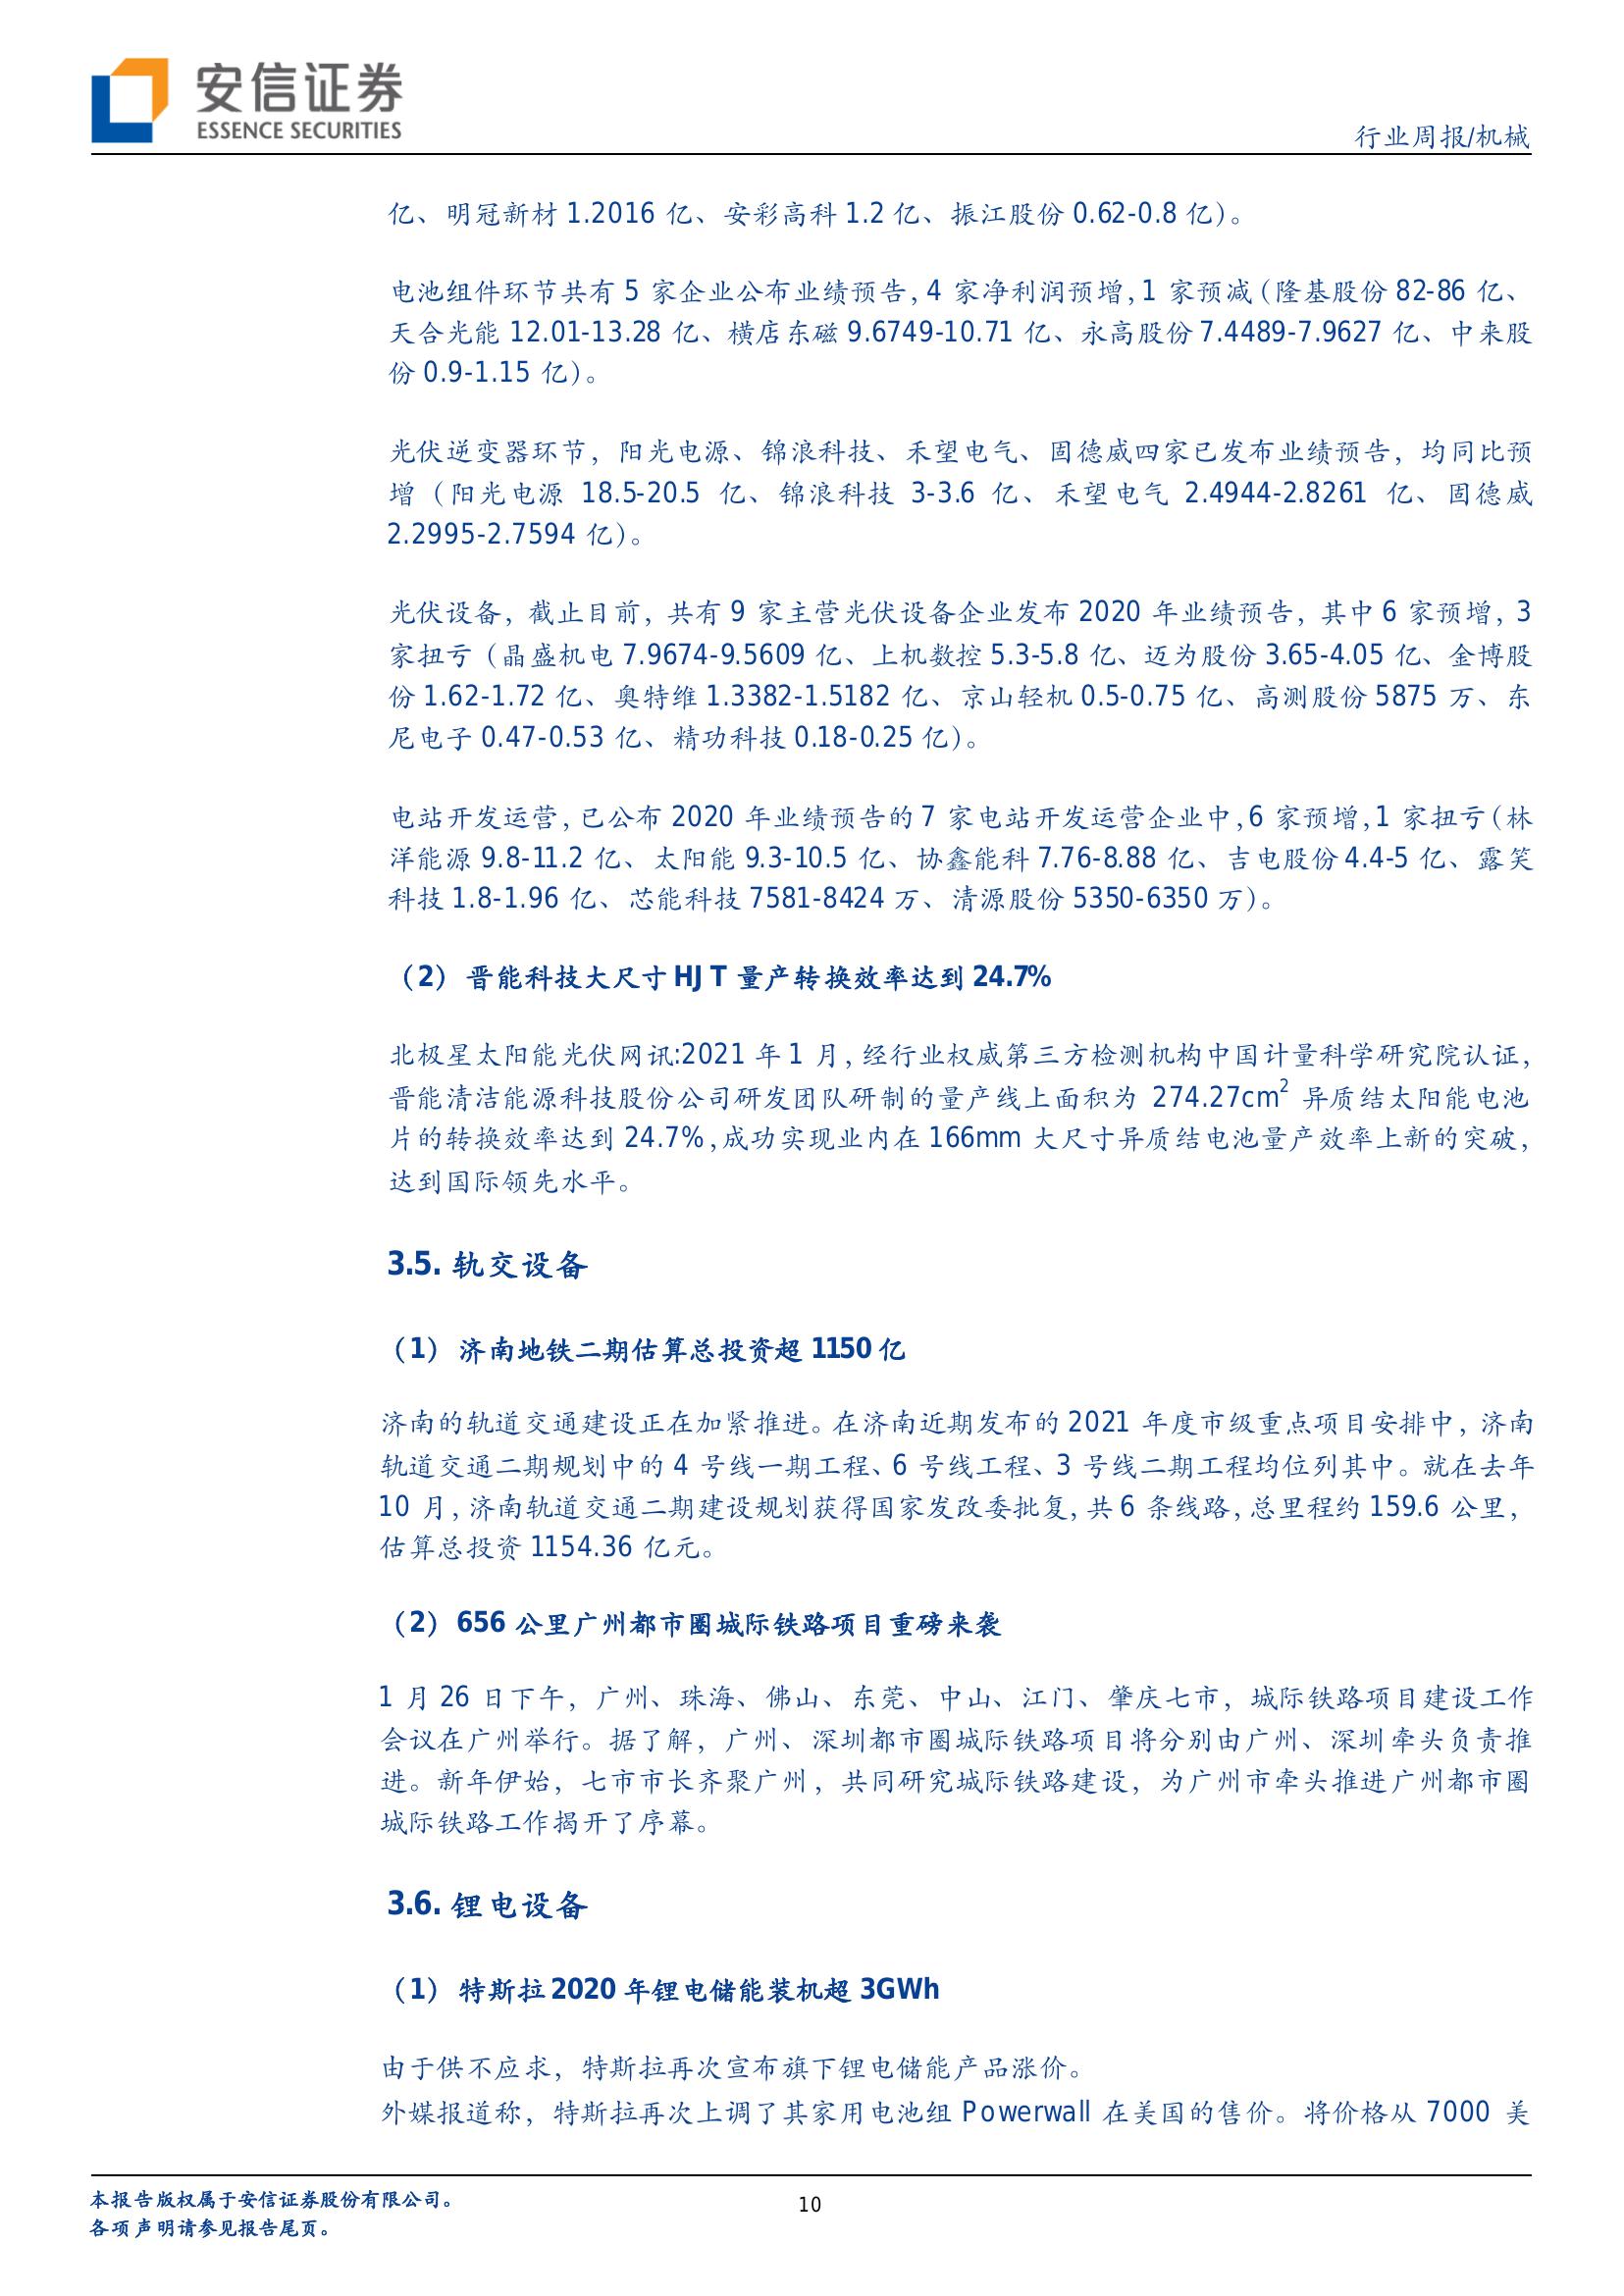 安信证券
ESSENCE SECURITIES
行业周报/机械
亿、明冠新材 1.2016 亿、安彩高科 1.2 亿、振江股份 0.62-0.8 亿)。
电池组件环节共有 5 家企业公布业绩预告，4 家净利润预增，1 家预减（隆基股份 82-86 亿、
天合光能 12.01-13.28 亿、横店东磁 9.6749-10.71 亿、永高股份 7.4489-7.9627 亿、中来股
份 0.9-1.15 亿）。
光伏逆变器环节，阳光电源、锦浪科技、禾望电气、固德威四家已发布业绩预告，均同比预
增（阳光电源 18.5-20.5 亿、锦浪科技 3-3.6 亿、禾望电气 2.4944-2.8261 亿、固德威
2.2995-2.7594 亿）。
光伏设备，截止目前，共有 9 家主营光伏设备企业发布 2020 年业绩预告，其中 6 家预增，3
家扭亏（晶盛机电 7.9674-9.5609 亿、上机数控 5.3-5.8 亿、迈为股份 3.65-4.05 亿、金博股
份 1.62-1.72 亿、奥特维 1.3382-1.5182 亿、京山轻机 0.5-0.75 亿、高测股份 5875 万、东
尼电子 0.47-0.53 亿、精功科技 0.18-0.25 亿）。
电站开发运营，已公布 2020 年业绩预告的 7 家电站开发运营企业中，6 家预增，1 家扭亏（林
洋能源 9.8-11.2 亿、太阳能 9.3-10.5 亿、协鑫能科 7.76-8.88 亿、吉电股份 4.4-5 亿、露笑
科技 1.8-1.96 亿、芯能科技 7581-8424 万、清源股份 5350-6350 万）。
（2）晋能科技大尺寸 HJT 量产转换效率达到 24.7%
北极星太阳能光伏网讯:2021 年 1 月，经行业权威第三方检测机构中国计量科学研究院认证，
晋能清洁能源科技股份公司研发团队研制的量产线上面积为 274.27cm² 异质结太阳能电池
片的转换效率达到 24.7%，成功实现业内在 166mm 大尺寸异质结电池量产效率上新的突破，
达到国际领先水平。
3.5. 轨交设备
（1）济南地铁二期估算总投资超 1150 亿
济南的轨道交通建设正在加紧推进。在济南近期发布的 2021 年度市级重点项目安排中，济南
轨道交通二期规划中的 4 号线一期工程、6 号线工程、3 号线二期工程均位列其中。就在去年
10 月，济南轨道交通二期建设规划获得国家发改委批复，共 6 条线路，总里程约 159.6 公里，
估算总投资 1154.36 亿元。
（2）656 公里广州都市圈城际铁路项目重磅来袭
1 月 26 日下午，广州、珠海、佛山、东莞、中山、江门、肇庆七市，城际铁路项目建设工作
会议在广州举行。据了解，广州、深圳都市圈城际铁路项目将分别由广州、深圳牵头负责推
进。新年伊始，七市市长齐聚广州，共同研究城际铁路建设，为广州市牵头推进广州都市圈
城际铁路工作揭开了序幕。
3.6. 锂电设备
（1）特斯拉 2020 年锂电储能装机超 3GWh
由于供不应求，特斯拉再次宣布旗下锂电储能产品涨价。
外媒报道称，特斯拉再次上调了其家用电池组 Powerwall 在美国的售价。将价格从 7000 美
本报告版权属于安信证券股份有限公司。
各项声明请参见报告尾页。
10